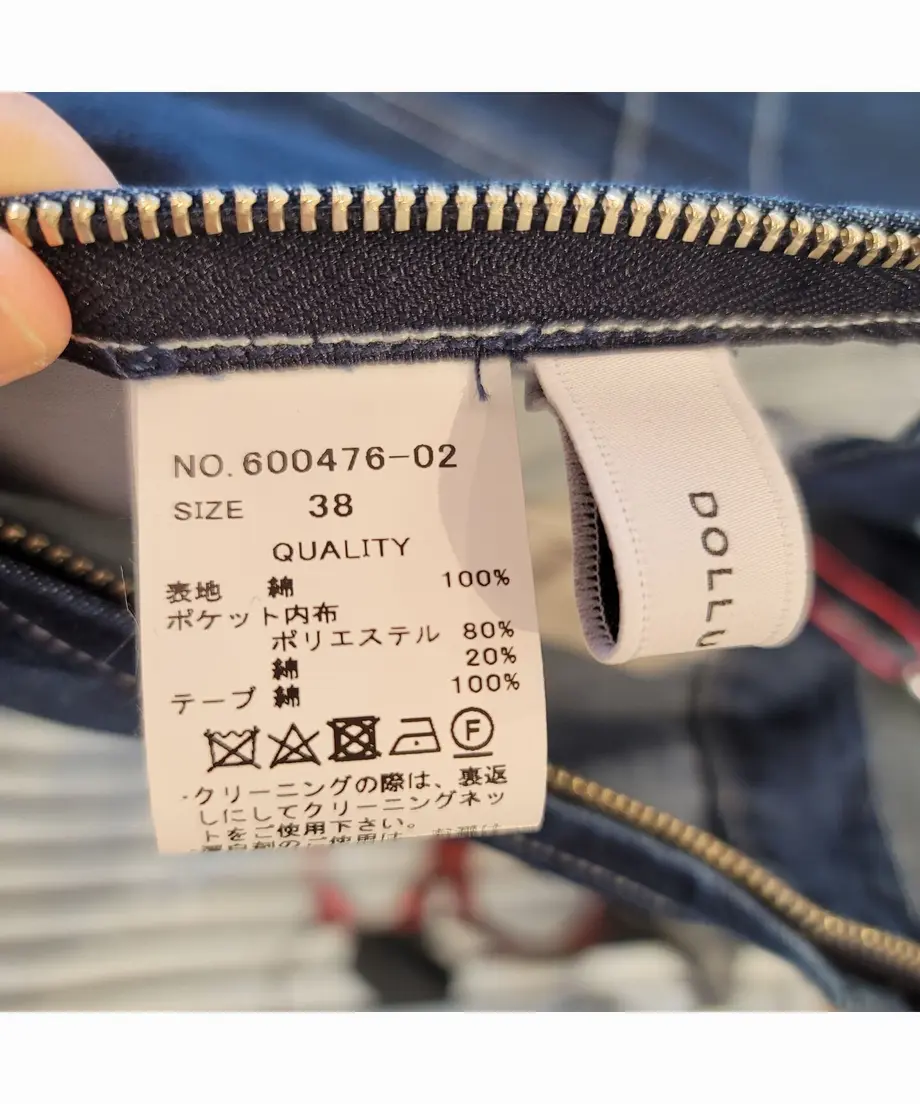 NO. 600476-02
SIZE 38
QUALITY
表地 綿 100%
ポケット内布
ポリエステル 80%
綿 20%
テープ 綿 100%
F
・クリーニングの際は、裏返
しにしてクリーニングネッ
トをご使用下さい。
DOLLU